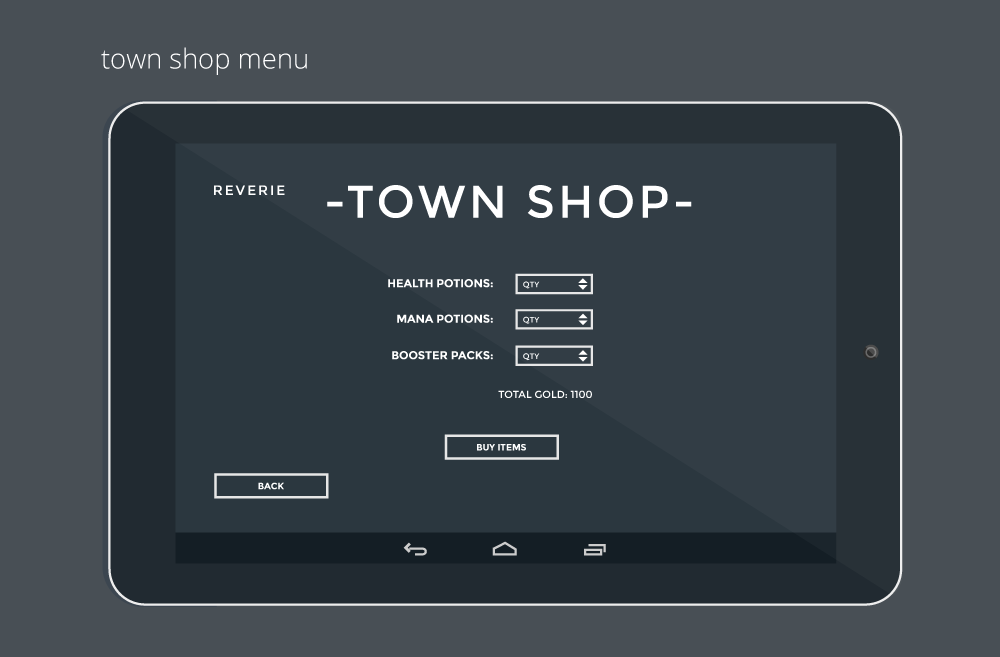 town shop menu
REVERIE
-TOWN SHOP-
HEALTH POTIONS: QTY
MANA POTIONS: QTY
BOOSTER PACKS: QTY
TOTAL GOLD: 1100
BUY ITEMS
BACK